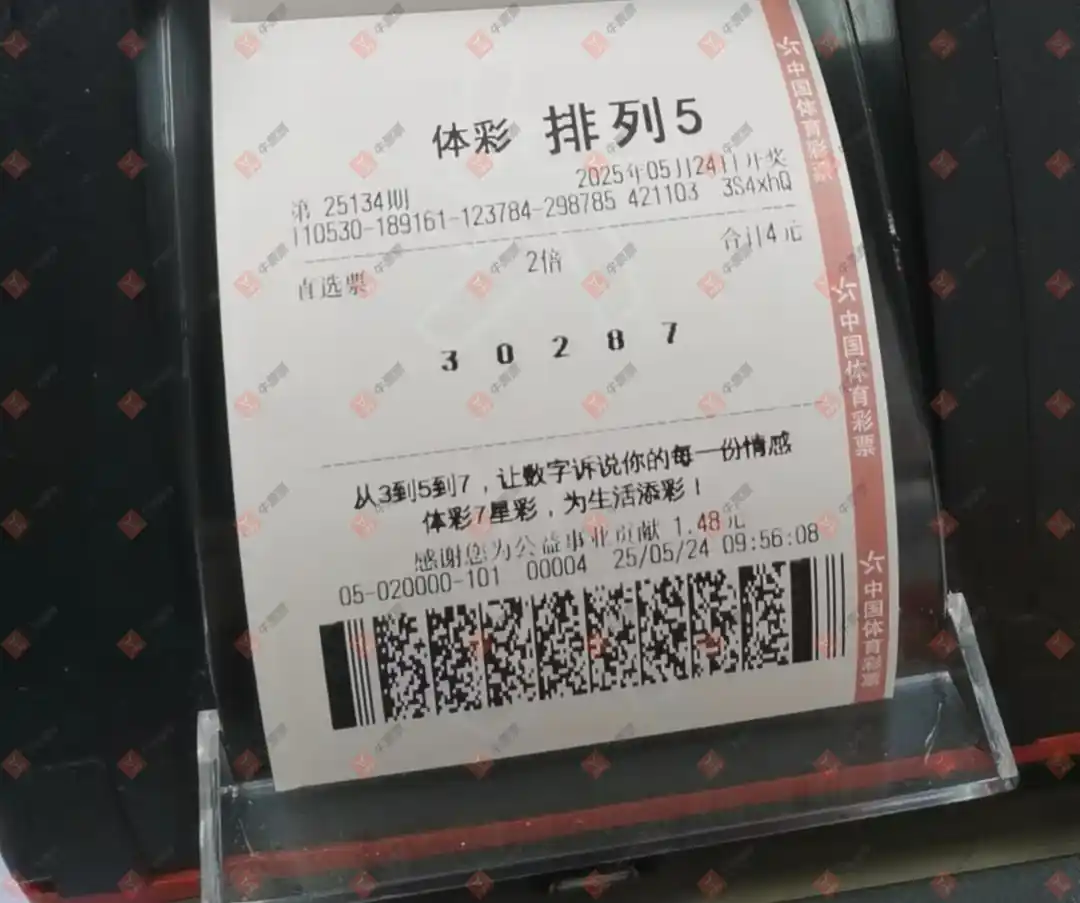 体彩 排列5
第 25134期 2025年05月24日开奖
110530-189161-123784-298785 421103 3S4xhQ
直选票 2倍 合计4元
3 0 2 8 7
从3到5到7，让数字诉说你的每一份情感
体彩7星彩，为生活添彩！
感谢您为公益事业贡献 1.48元
05-020000-101 00004 25/05/24 09:56:08
中国体育彩票
中国体育彩票
中国体育彩票